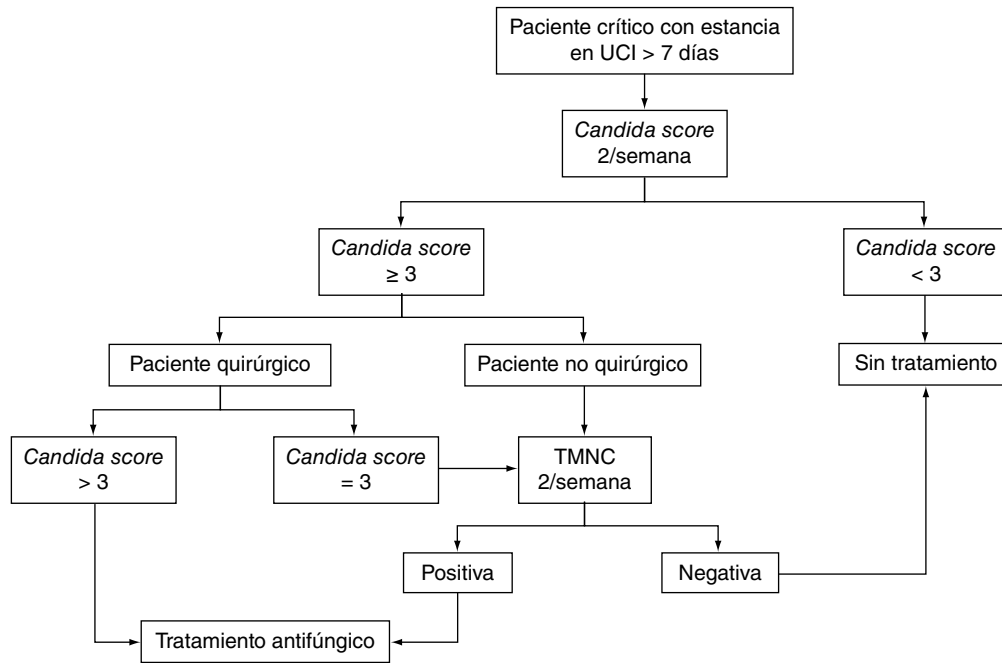 Paciente crítico con estancia
en UCI > 7 días
Candida score
2/semana
Candida score
≥ 3
Candida score
< 3
Paciente quirúrgico
Paciente no quirúrgico
Sin tratamiento
Candida score
> 3
Candida score
= 3
TMNC
2/semana
Positiva
Negativa
Tratamiento antifúngico